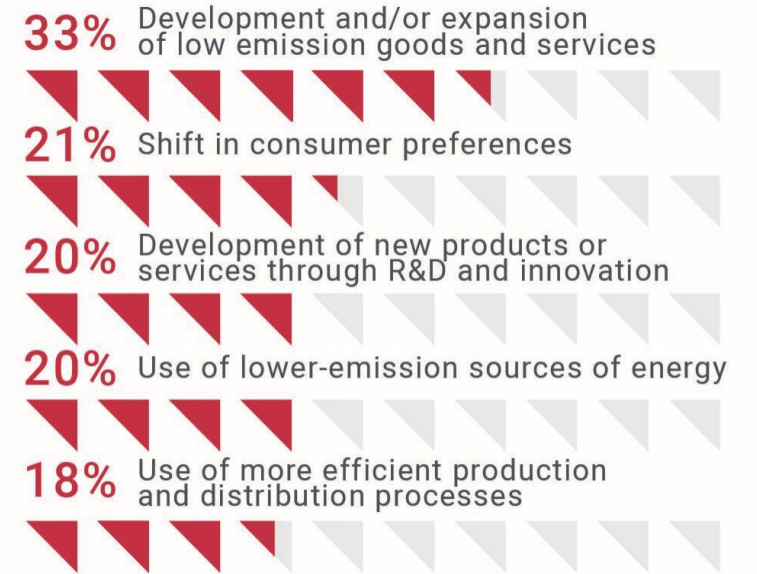 33% Development and/or expansion
of low emission goods and services
21% Shift in consumer preferences
20% Development of new products or
services through R&D and innovation
20% Use of lower-emission sources of energy
18% Use of more efficient production
and distribution processes